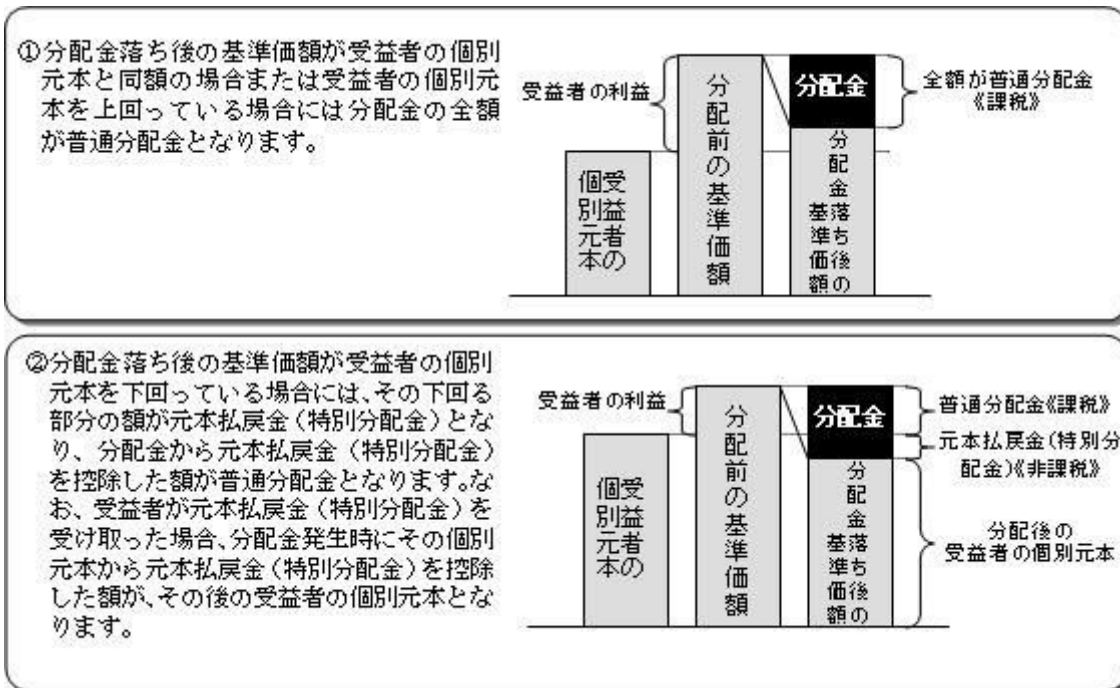 ①分配金落ち後の基準価額が受益者の個別
元本と同額の場合または受益者の個別元
本を上回っている場合には分配金の全額
が普通分配金となります。
受益者の利益
受益者の
個別元本
分配前の基準価額
分配金
分配金落ち後の
基準価額
全額が普通分配金
《課税》
②分配金落ち後の基準価額が受益者の個別
元本を下回っている場合には、その下回る
部分の額が元本払戻金(特別分配金)とな
り、分配金から元本払戻金(特別分配金)
を控除した額が普通分配金となります。な
お、受益者が元本払戻金(特別分配金)を
受け取った場合、分配金発生時にその個別
元本から元本払戻金(特別分配金)を控除
した額が、その後の受益者の個別元本とな
ります。
受益者の利益
受益者の
個別元本
分配前の基準価額
分配金
分配金落ち後の
基準価額
普通分配金《課税》
元本払戻金(特別分
配金)《非課税》
分配後の
受益者の個別元本